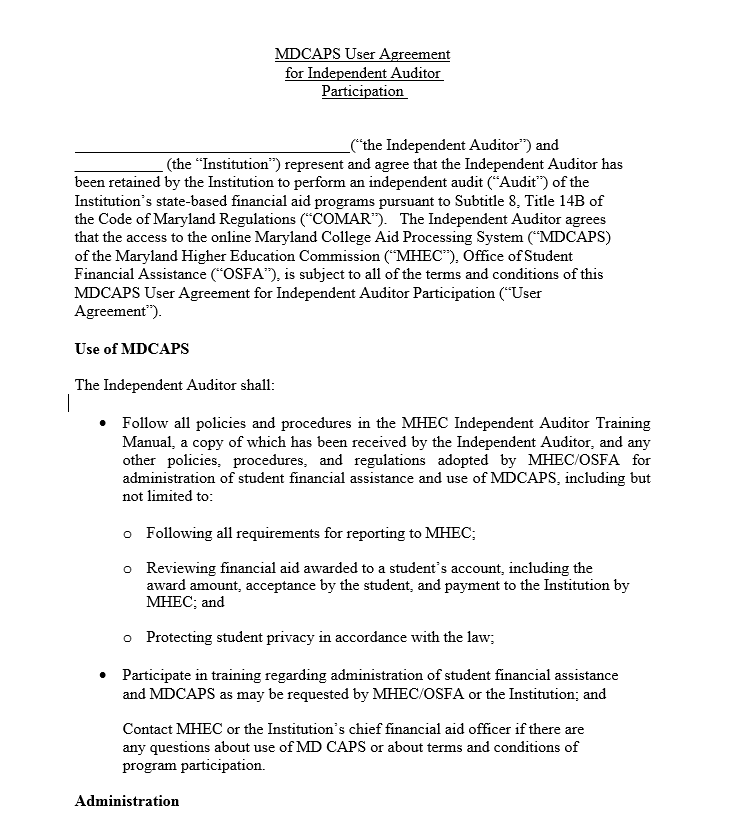 MDCAPS User Agreement
for Independent Auditor
Participation
____________________________________(“the Independent Auditor”) and
____________ (the “Institution”) represent and agree that the Independent Auditor has
been retained by the Institution to perform an independent audit (“Audit”) of the
Institution’s state-based financial aid programs pursuant to Subtitle 8, Title 14B of
the Code of Maryland Regulations (“COMAR”).   The Independent Auditor agrees
that the access to the online Maryland College Aid Processing System (“MDCAPS)
of the Maryland Higher Education Commission (“MHEC”), Office of Student
Financial Assistance (“OSFA”), is subject to all of the terms and conditions of this
MDCAPS User Agreement for Independent Auditor Participation (“User
Agreement”).
Use of MDCAPS
The Independent Auditor shall:
• Follow all policies and procedures in the MHEC Independent Auditor Training
Manual, a copy of which has been received by the Independent Auditor, and any
other policies, procedures, and regulations adopted by MHEC/OSFA for
administration of student financial assistance and use of MDCAPS, including but
not limited to:
o Following all requirements for reporting to MHEC;
o Reviewing financial aid awarded to a student’s account, including the
award amount, acceptance by the student, and payment to the Institution by
MHEC; and
o Protecting student privacy in accordance with the law;
• Participate in training regarding administration of student financial assistance
and MDCAPS as may be requested by MHEC/OSFA or the Institution; and
Contact MHEC or the Institution’s chief financial aid officer if there are
any questions about use of MD CAPS or about terms and conditions of
program participation.
Administration